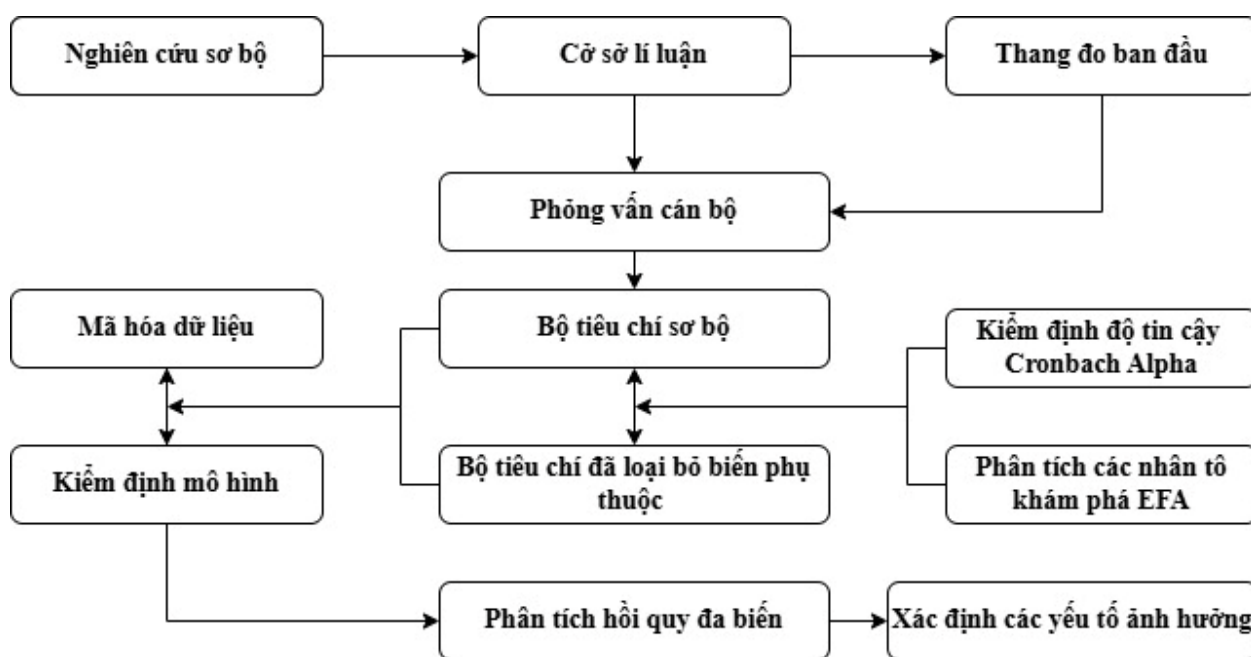 Nghiên cứu sơ bộ
Cở sở lí luận
Thang đo ban đầu
Phỏng vấn cán bộ
Mã hóa dữ liệu
Bộ tiêu chí sơ bộ
Kiểm định độ tin cậy
Cronbach Alpha
Kiểm định mô hình
Bộ tiêu chí đã loại bỏ biến phụ
thuộc
Phân tích các nhân tô
khám phá EFA
Phân tích hồi quy đa biến
Xác định các yếu tố ảnh hưỡng